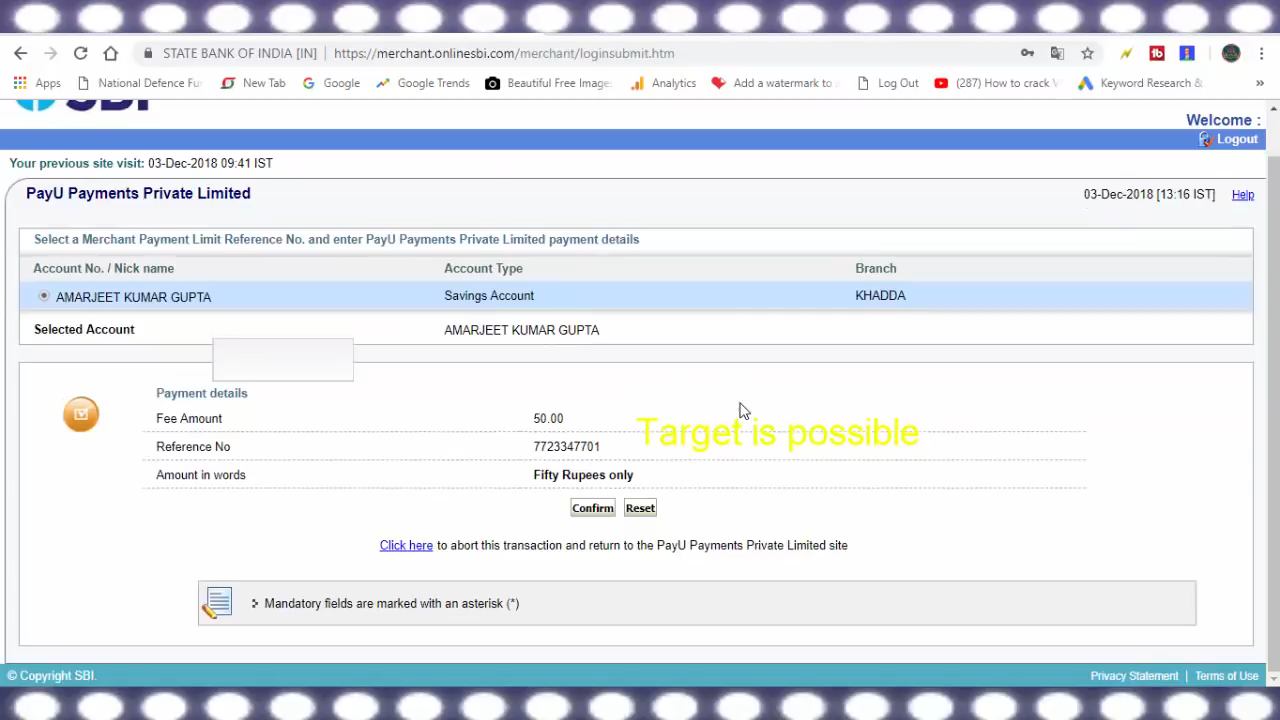 STATE BANK OF INDIA [IN] | https://merchant.onlinesbi.com/merchant/loginsubmit.htm
Apps National Defence Fu New Tab Google Google Trends Beautiful Free Image Analytics Add a watermark to Log Out (287) How to crack Keyword Research & »
SBI
Welcome :
Logout
Your previous site visit: 03-Dec-2018 09:41 IST
PayU Payments Private Limited 03-Dec-2018 [13:16 IST] Help
Select a Merchant Payment Limit Reference No. and enter PayU Payments Private Limited payment details
Account No. / Nick name Account Type Branch
AMARJEET KUMAR GUPTA Savings Account KHADDA
Selected Account AMARJEET KUMAR GUPTA
Payment details
Fee Amount 50.00
Target is possible
Reference No 7723347701
Amount in words Fifty Rupees only
Confirm Reset
Click here to abort this transaction and return to the PayU Payments Private Limited site
Mandatory fields are marked with an asterisk (*)
© Copyright SBI. Privacy Statement | Terms of Use